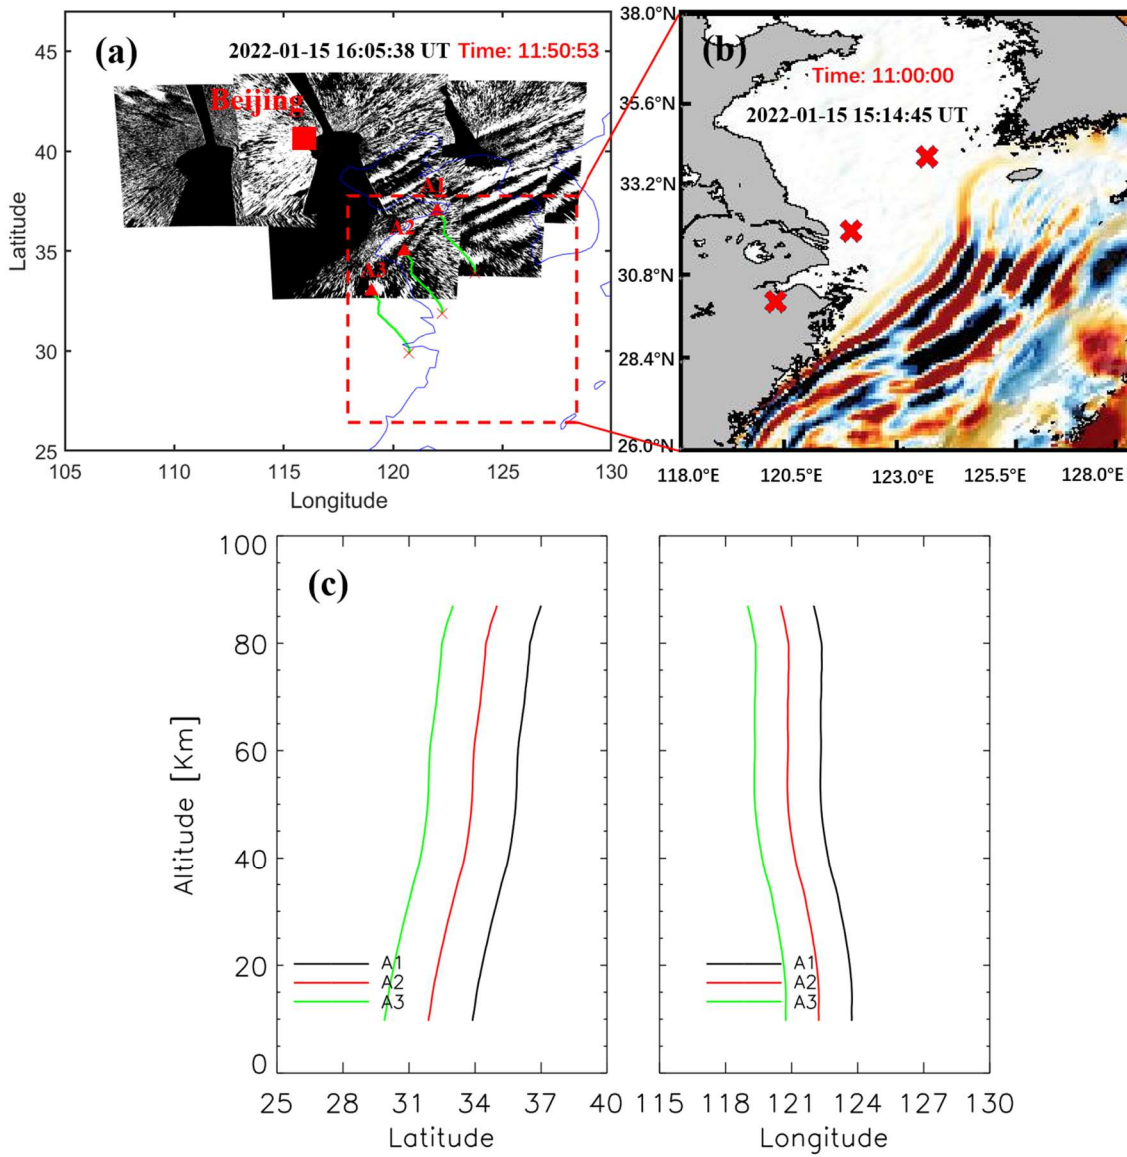 (a)
2022-01-15 16:05:38 UT Time: 11:50:53
Beijing
A1
A2
A3
45
40
35
30
25
Latitude
105 110 115 120 125 130
Longitude
(b)
Time: 11:00:00
2022-01-15 15:14:45 UT
38.0°N
35.6°N
33.2°N
30.8°N
28.4°N
26.0°N
118.0°E 120.5°E 123.0°E 125.5°E 128.0°E
(c)
100
80
60
40
20
0
Altitude [Km]
A1
A2
A3
25 28 31 34 37 40
Latitude
A1
A2
A3
115 118 121 124 127 130
Longitude